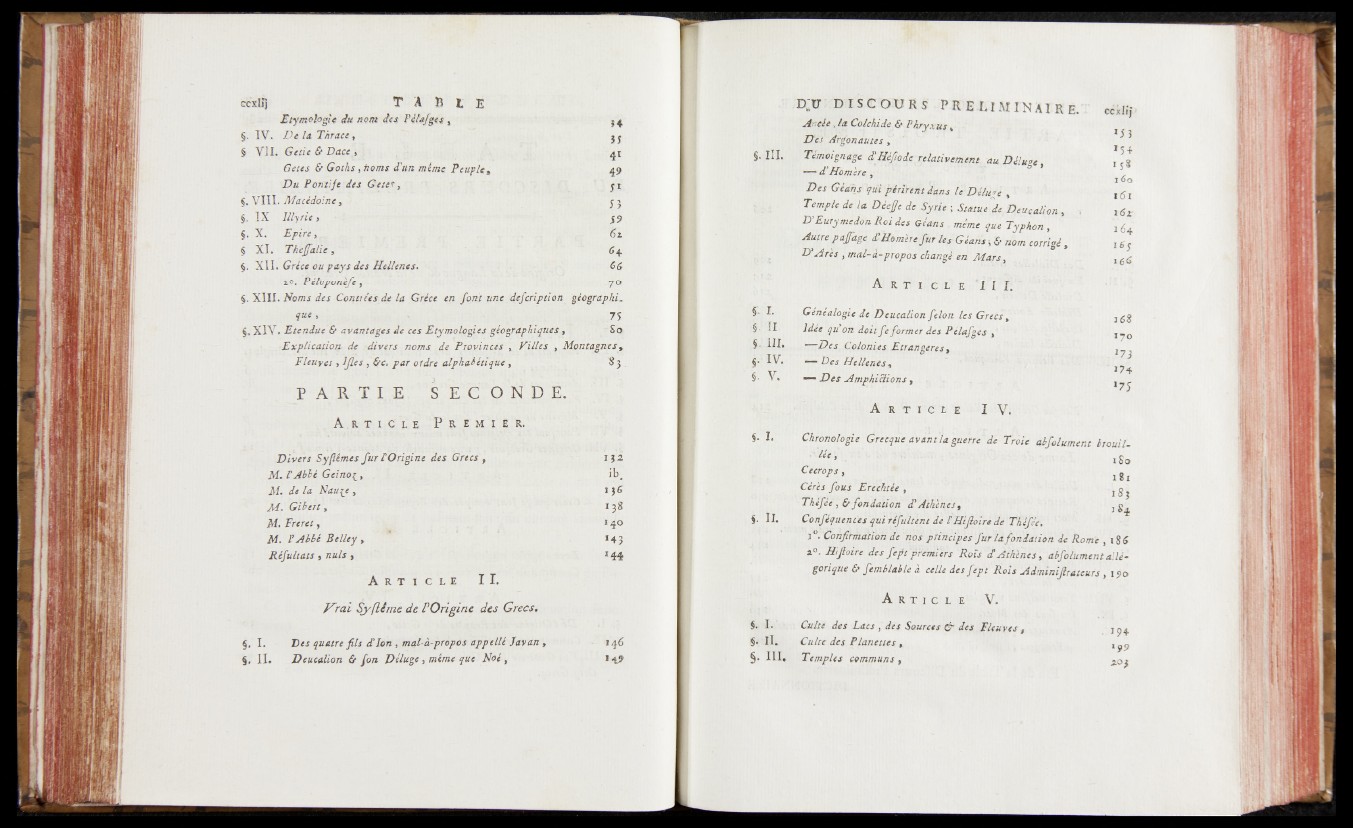 ccxlij TABLE
Etymologie du nom des Pélasges, 34
§. IV. De la Thrace, 35
§ VII. Getie & Dace, 41
Getes & Goths, noms d'un même Peuple, 49
Du Pontife des Getes, 51
§. VIII. Macédoine, 53
§. IX Illyrie, 59
§. X. Epire, 62
§ XI. Thessalie, 64
§. XII. Grèce ou pays des Hellenes. 66
2°. Péloponèse, 70
§. XIII. Noms des Contrées de la Gréce en font une description géographi-
que, 75
§. XIV. Etendue & avantages de ces Etymologies géographiques, 80
Explication de divers noms de Provinces, Villes, Montagnes,
Fleuves, Isles, &c. par ordre alphabétique, 83
PARTIE SECONDE.
ARTICLE PREMIER.
Divers Systêmes sur l'Origine des Grecs, 132
M. l'Abbé Geinoz, ib.
M. de la Nauze, 136
M. Gibert, 138
M. Freret, 140
M. l'Abbé Belley, 143
Résultats, nuls, 144
ARTICLE II.
Vrai Systême de l'Origine des Grecs.
§. I. Des quatre fils d'Ion, mal-à-propos appellé Javan, 146
§. II. Deucalion & son Déluge, même que Noé, 149
DU DISCOURS PRELIMINAIRE. ccxliij
la Colchide & Phryxus, 153
Des Argonautes, 154
§. III. Témoignage d'Hésiode relativement au Déluge, 158
— d'Homère, 160
Des Géans qui périrent dans le Déluge, 161
Temple de la Déesse de Syrie; Statue de Deucalion, 162
D'Eurymedon Roi des Géans, même que Typhon, 164
Autre passage d'Homère sur les Géans; & nom corrigé, 165
D'Arès, mal-à-propos changé en Mars, 166
ARTICLE III.
§. I. Généalogie de Deucalion selon les Grecs, 168
§. II Idée qu'on doit se former des Pelasges, 170
§. III. —Des Colonies Etrangeres, 173
§. IV. — Des Hellenes, 174
§. V. — Des Amphictions, 175
ARTICLE IV.
§. I. Chronologie Grecque avant la guerre de Troie absolument brouil-
lée, 180
Cecrops, 181
Cérès sous Erechtée, 183
Thésée, & fondation d'Athènes, 184
§. II. Conséquences qui résultent de l'Histoire de Thésée.
1°. Confirmation de nos principes sur la fondation de Rome, 186
2°. Histoire des sept premiers Rois d'Athènes, absolument allé-
gorique & semblable à celle des sept Rois Administrateurs, 190
ARTICLE V.
§. I. Culte des Lacs, des Sources & des Fleuves, 194
§. II. Culte des Planettes, 199
§. III. Temples communs, 203